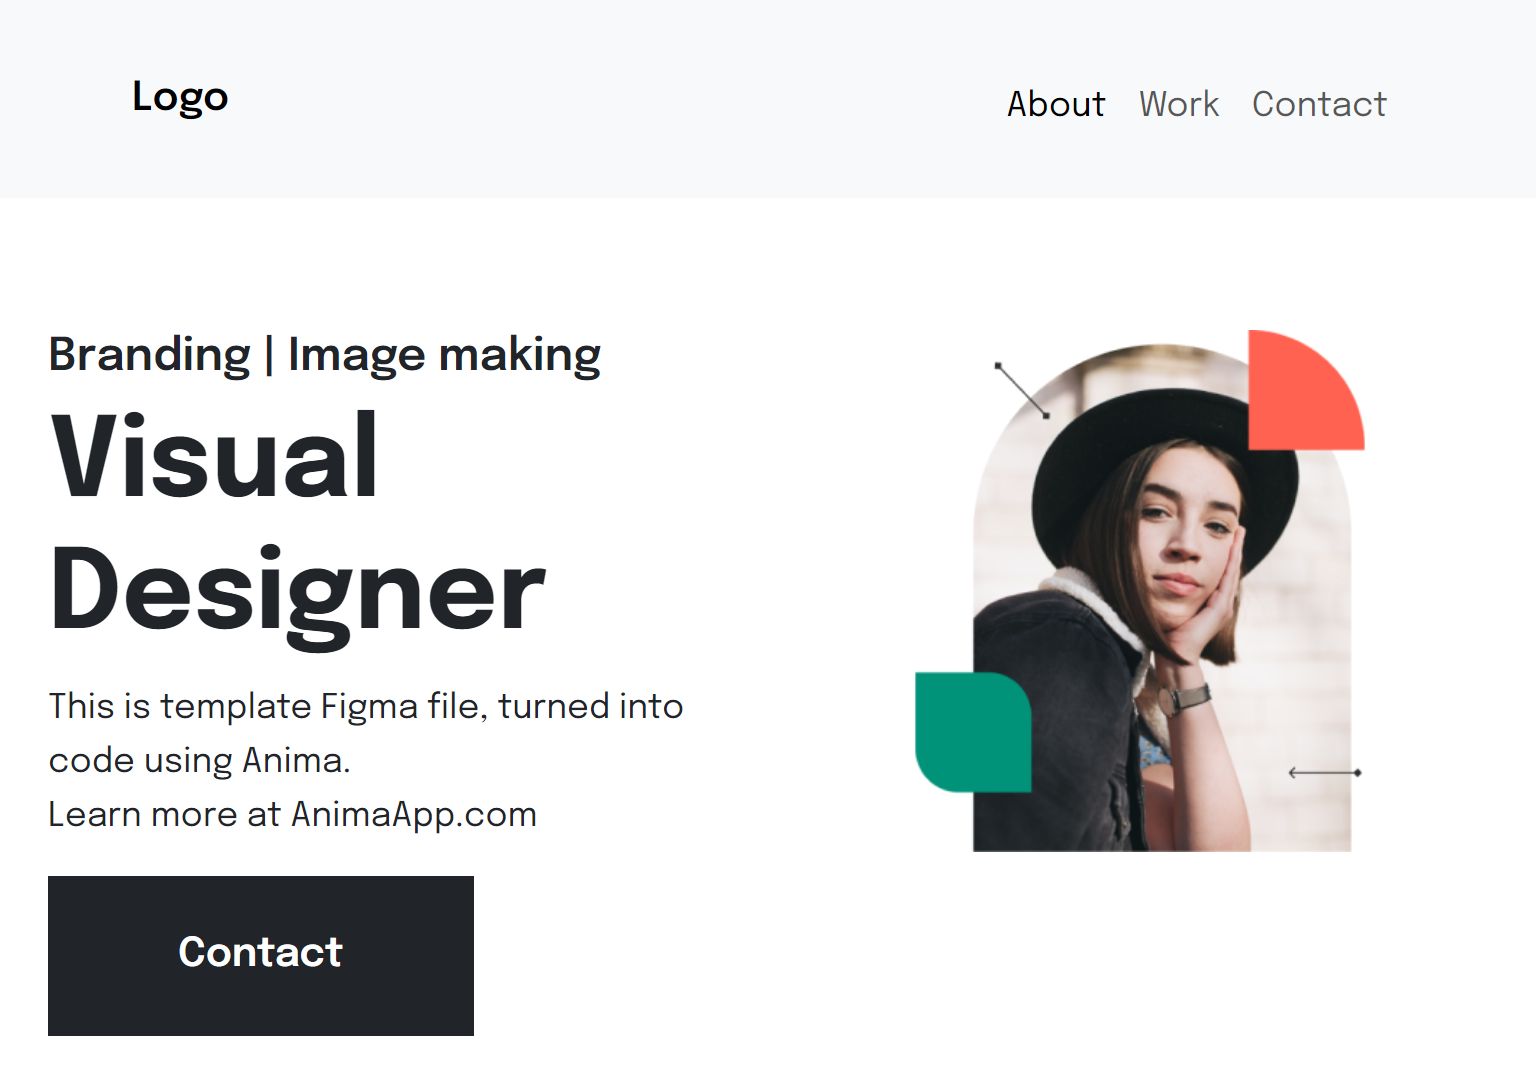 Logo
About Work Contact
Branding | Image making
Visual
Designer
This is template Figma file, turned into
code using Anima.
Learn more at AnimaApp.com
Contact